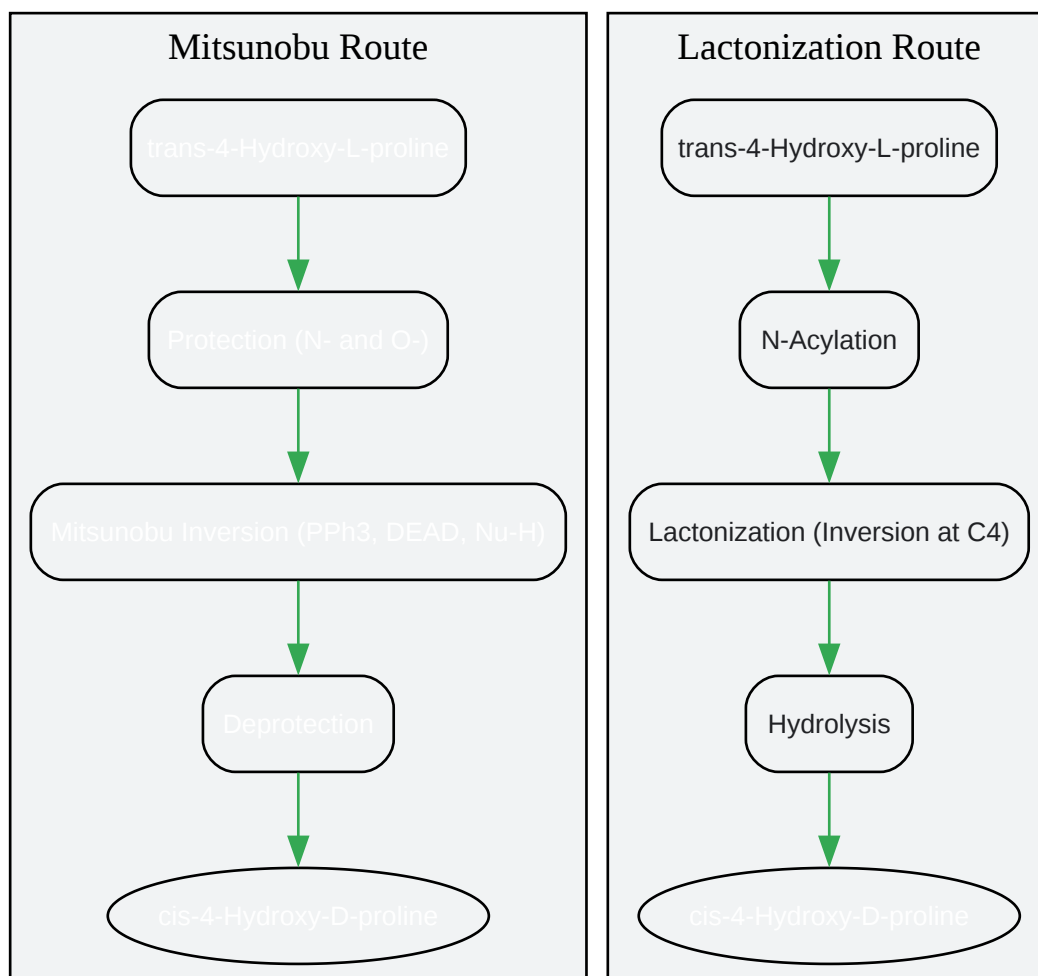 Mitsunobu Route
trans-4-Hydroxy-L-proline
Protection (N- and O-)
Mitsunobu Inversion (PPh3, DEAD, Nu-H)
Deprotection
cis-4-Hydroxy-D-proline
Lactonization Route
trans-4-Hydroxy-L-proline
N-Acylation
Lactonization (Inversion at C4)
Hydrolysis
cis-4-Hydroxy-D-proline